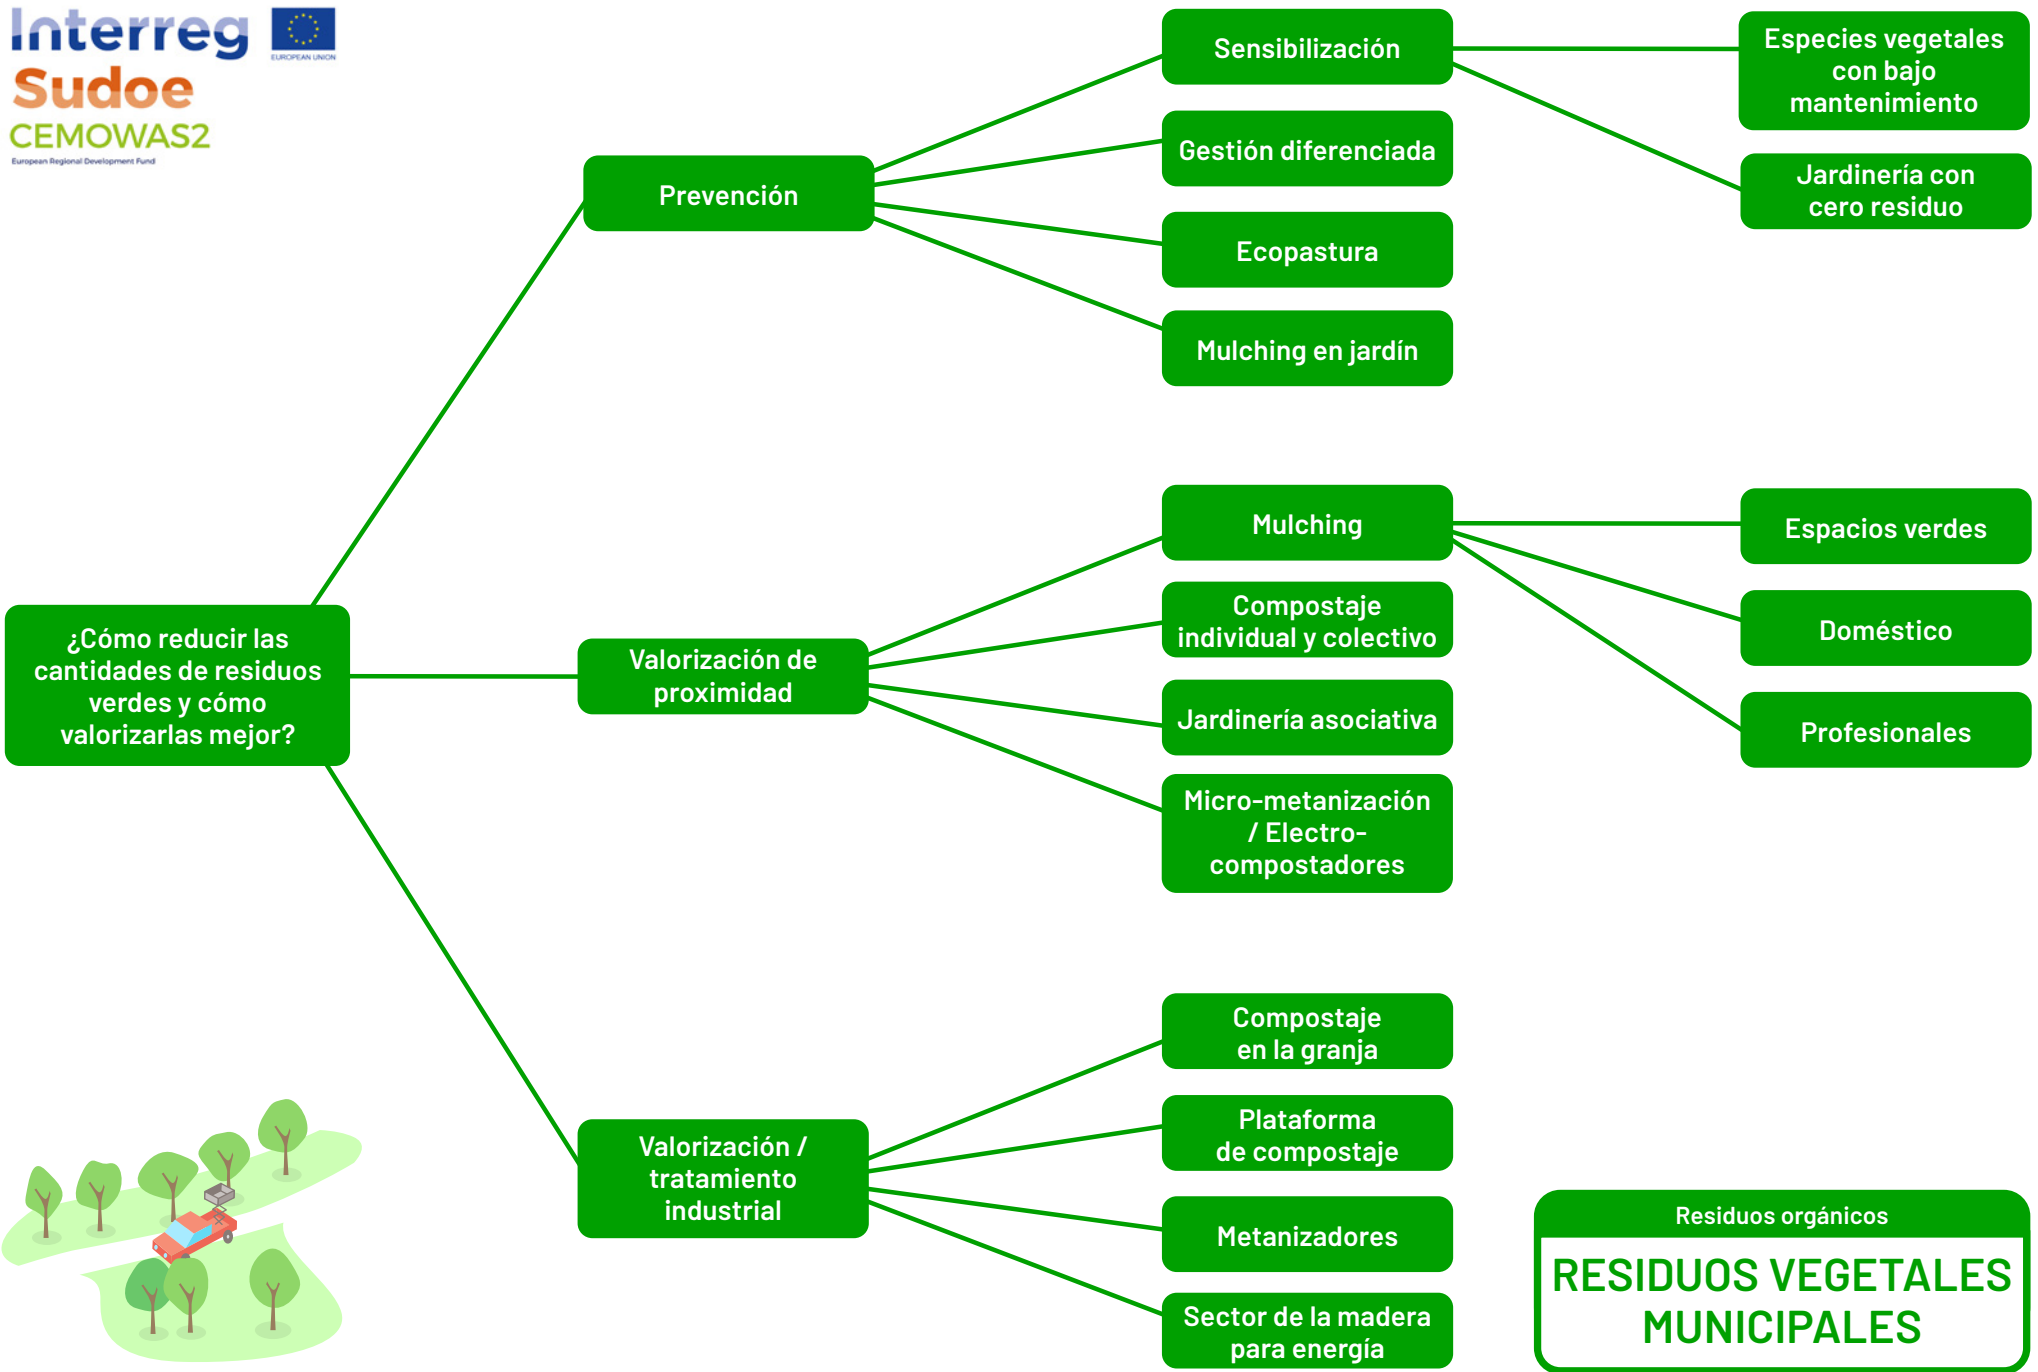 Interreg
EUROPEAN UNION
Sudoe
CEMOWAS2
European Regional Development Fund
¿Cómo reducir las
cantidades de residuos
verdes y cómo
valorizarlas mejor?
Prevención
Sensibilización
Especies vegetales
con bajo
mantenimiento
Jardinería con
cero residuo
Gestión diferenciada
Ecopastura
Mulching en jardín
Valorización de
proximidad
Mulching
Espacios verdes
Doméstico
Profesionales
Compostaje
individual y colectivo
Jardinería asociativa
Micro-metanización
/ Electro-
compostadores
Valorización /
tratamiento
industrial
Compostaje
en la granja
Plataforma
de compostaje
Metanizadores
Sector de la madera
para energía
Residuos orgánicos
RESIDUOS VEGETALES
MUNICIPALES